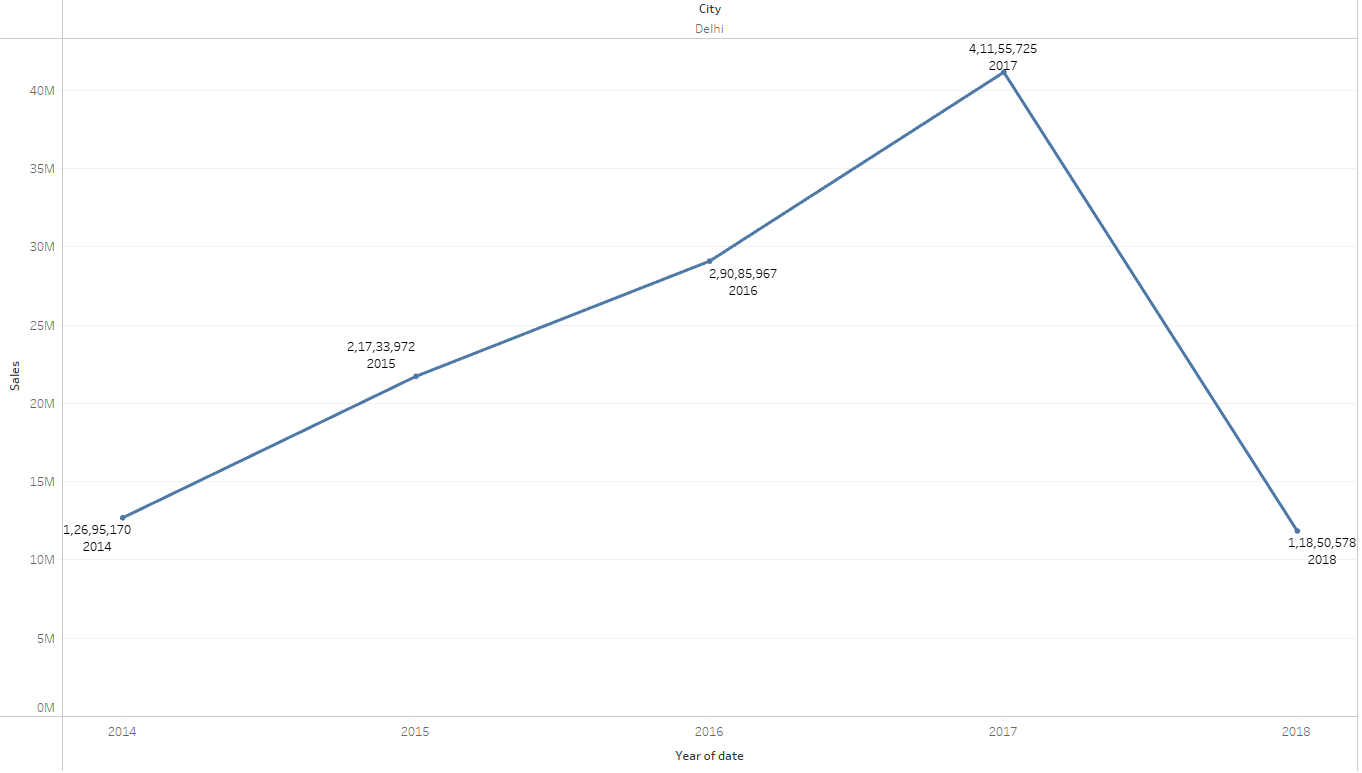 City
Delhi
4,11,55,725
2017
40M
35M
30M
2,90,85,967
2016
25M
2,17,33,972
2015
Sales
20M
15M
1,26,95,170
2014
1,18,50,578
2018
10M
5M
0M
2014
2015
2016
2017
2018
Year of date